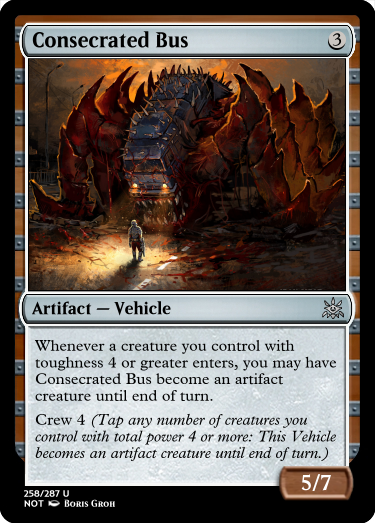 Consecrated Bus 3
Artifact — Vehicle
Whenever a creature you control with
toughness 4 or greater enters, you may have
Consecrated Bus become an artifact
creature until end of turn.
Crew 4 (Tap any number of creatures you
control with total power 4 or more: This Vehicle
becomes an artifact creature until end of turn.)
5/7
258/287 U
NOT Boris Groh